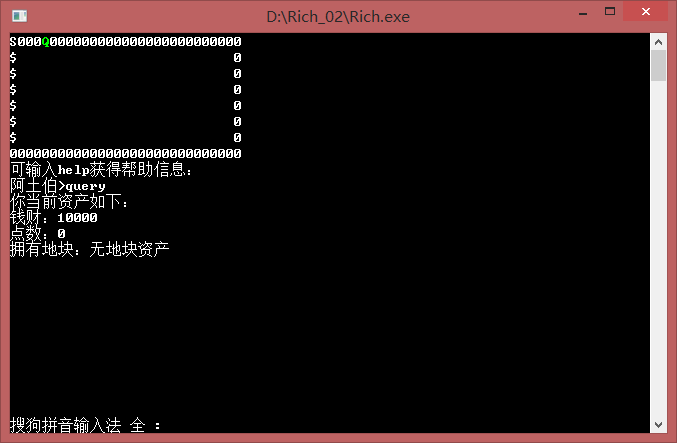 D:\Rich_02\Rich.exe
S000Q000000000000000000000000
$                           0
$                           0
$                           0
$                           0
$                           0
$                           0
00000000000000000000000000000
可输入help获得帮助信息：
阿土伯>query
你当前资产如下：
钱财：10000
点数：0
拥有地块：无地块资产
搜狗拼音输入法 全 ：